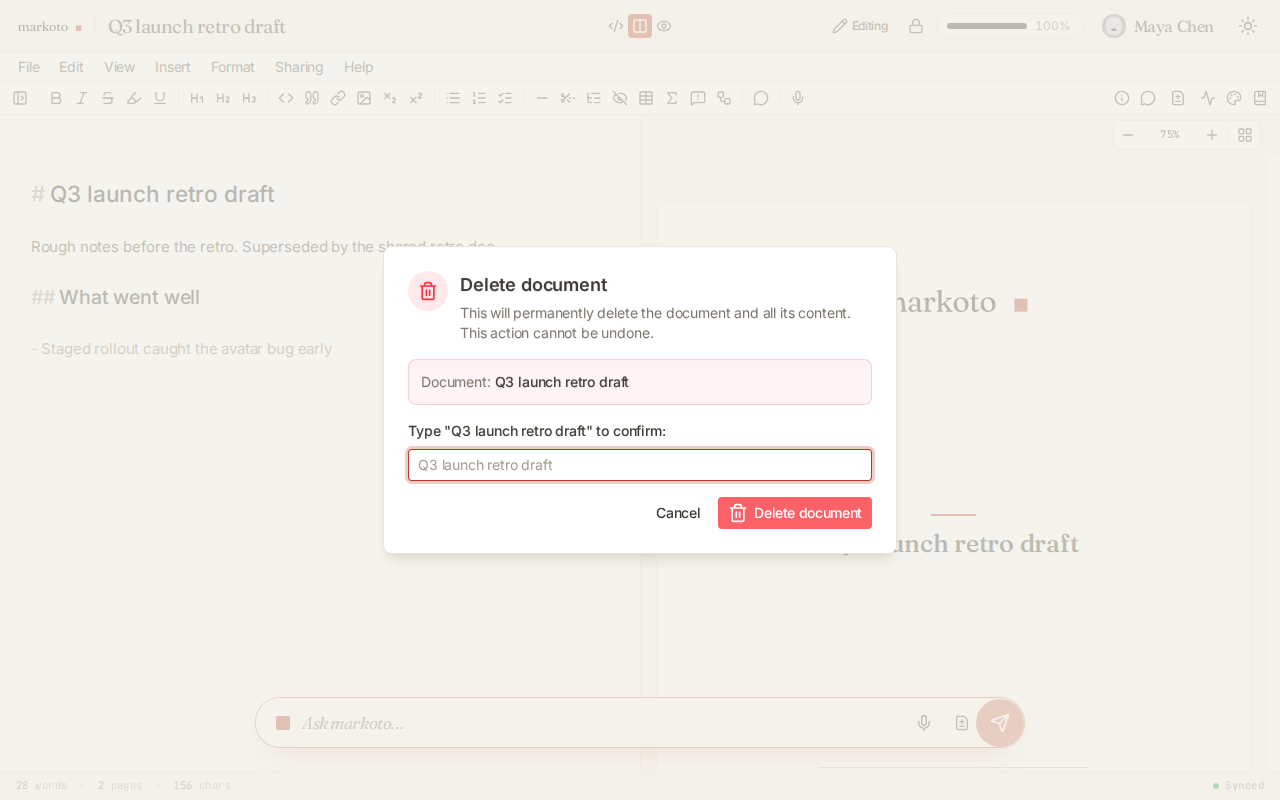 markoto
Q3 launch retro draft
Editing
100%
Maya Chen
File Edit View Insert Format Sharing Help
H1 H2 H3
75%
# Q3 launch retro draft
Rough notes before the retro. Superseded by the shared retro doc.
## What went well
- Staged rollout caught the avatar bug early
markoto
launch retro draft
Delete document
This will permanently delete the document and all its content.
This action cannot be undone.
Document: Q3 launch retro draft
Type "Q3 launch retro draft" to confirm:
Q3 launch retro draft
Cancel
Delete document
Ask markoto...
28 words · 2 pages · 156 chars
Synced